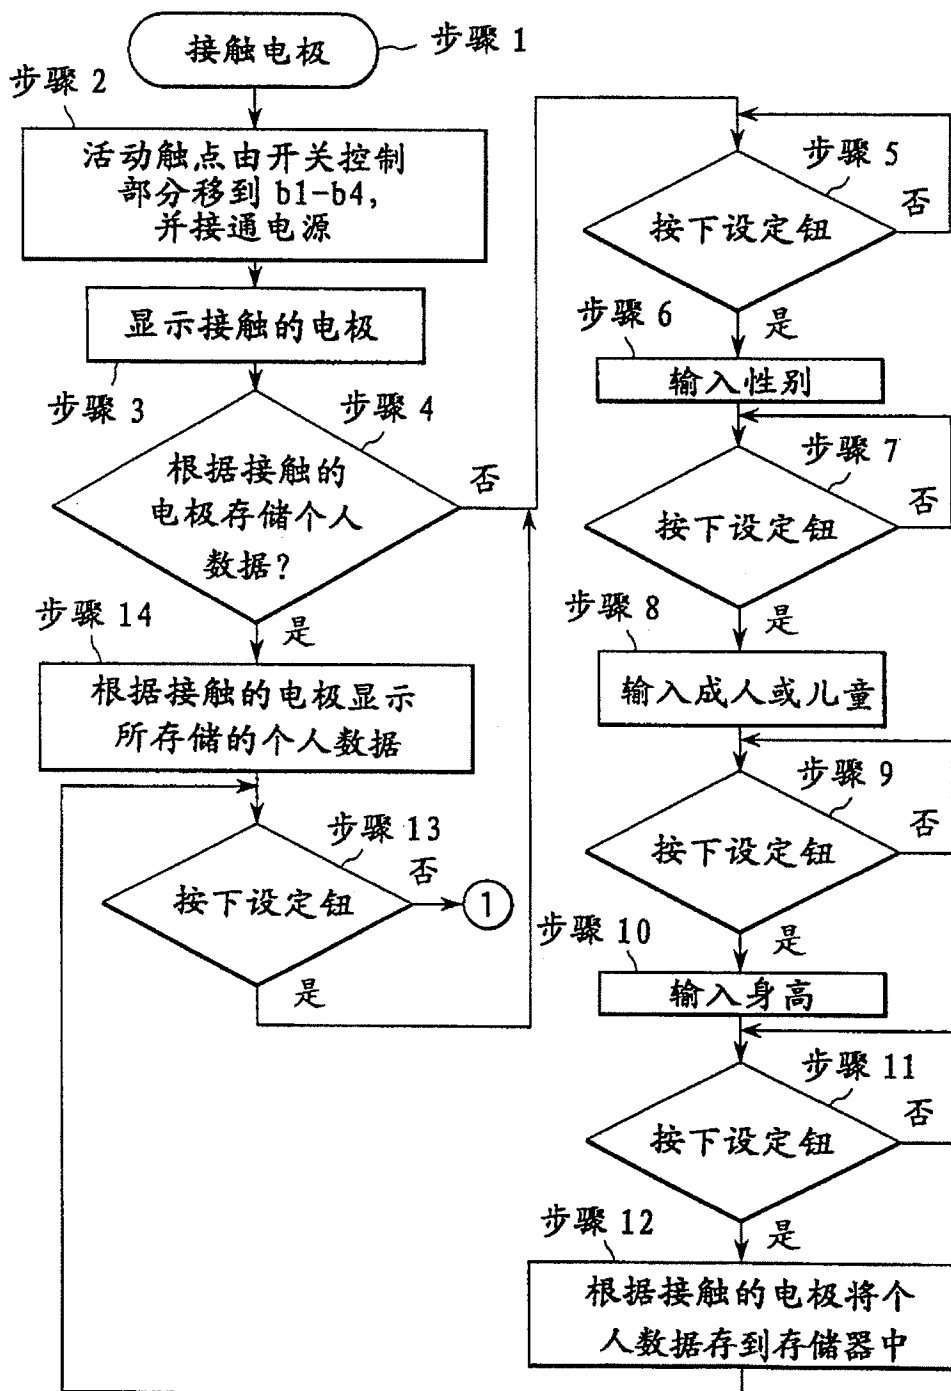 接触电极
步骤 1
步骤 2
活动触点由开关控制
部分移到 b1-b4,
并接通电源
显示接触的电极
步骤 3
步骤 4
根据接触的
电极存储个人
数据?
否
是
步骤 14
根据接触的电极显示
所存储的个人数据
步骤 13
按下设定钮
否
1
是
步骤 5
按下设定钮
否
是
步骤 6
输入性别
步骤 7
按下设定钮
否
是
步骤 8
输入成人或儿童
步骤 9
按下设定钮
否
是
步骤 10
输入身高
步骤 11
按下设定钮
否
是
步骤 12
根据接触的电极将个
人数据存到存储器中